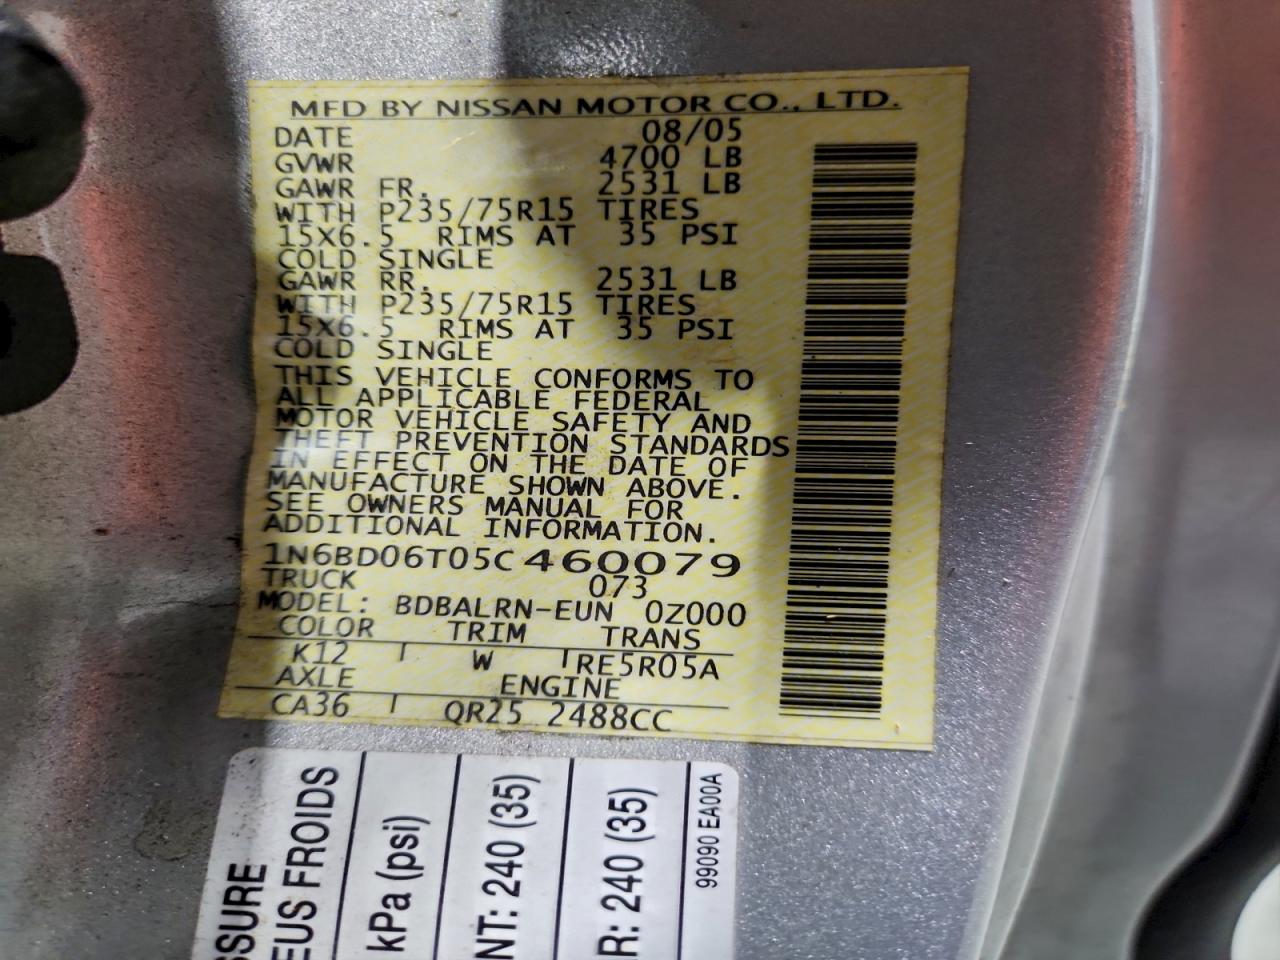 MFD BY NISSAN MOTOR CO., LTD.
DATE 08/05
GVWR 4700 LB
GAWR FR. 2531 LB
WITH P235/75R15 TIRES
15X6.5 RIMS AT 35 PSI
COLD SINGLE
GAWR RR. 2531 LB
WITH P235/75R15 TIRES
15X6.5 RIMS AT 35 PSI
COLD SINGLE
THIS VEHICLE CONFORMS TO
ALL APPLICABLE FEDERAL
MOTOR VEHICLE SAFETY AND
THEFT PREVENTION STANDARDS
IN EFFECT ON THE DATE OF
MANUFACTURE SHOWN ABOVE.
SEE OWNERS MANUAL FOR
ADDITIONAL INFORMATION.
1N6BD06T05C460079
TRUCK 073
MODEL: BDBALRN-EUN 0Z000
COLOR TRIM TRANS
K12 W RE5R05A
AXLE ENGINE
CA36 QR25 2488CC
SSURE
EUS FROIDS
kPa (psi)
NT: 240 (35)
R: 240 (35)
99090 EA00A